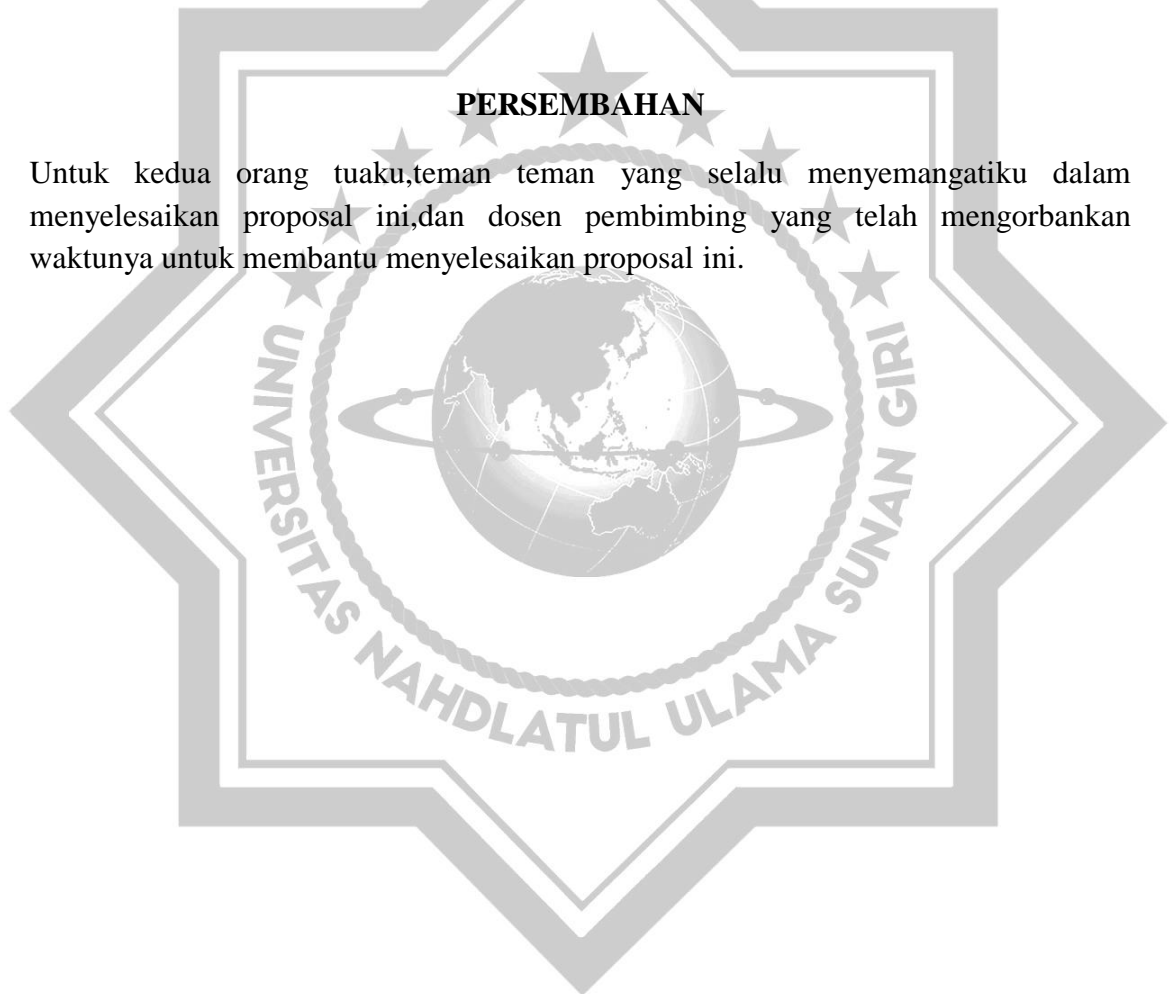 PERSEMBAHAN
Untuk kedua orang tuaku,teman teman yang selalu menyemangatiku dalam
menyelesaikan proposal ini,dan dosen pembimbing yang telah mengorbankan
waktunya untuk membantu menyelesaikan proposal ini.
UNIVERSITAS NAHDLATUL ULAMA SUNAN GIRI